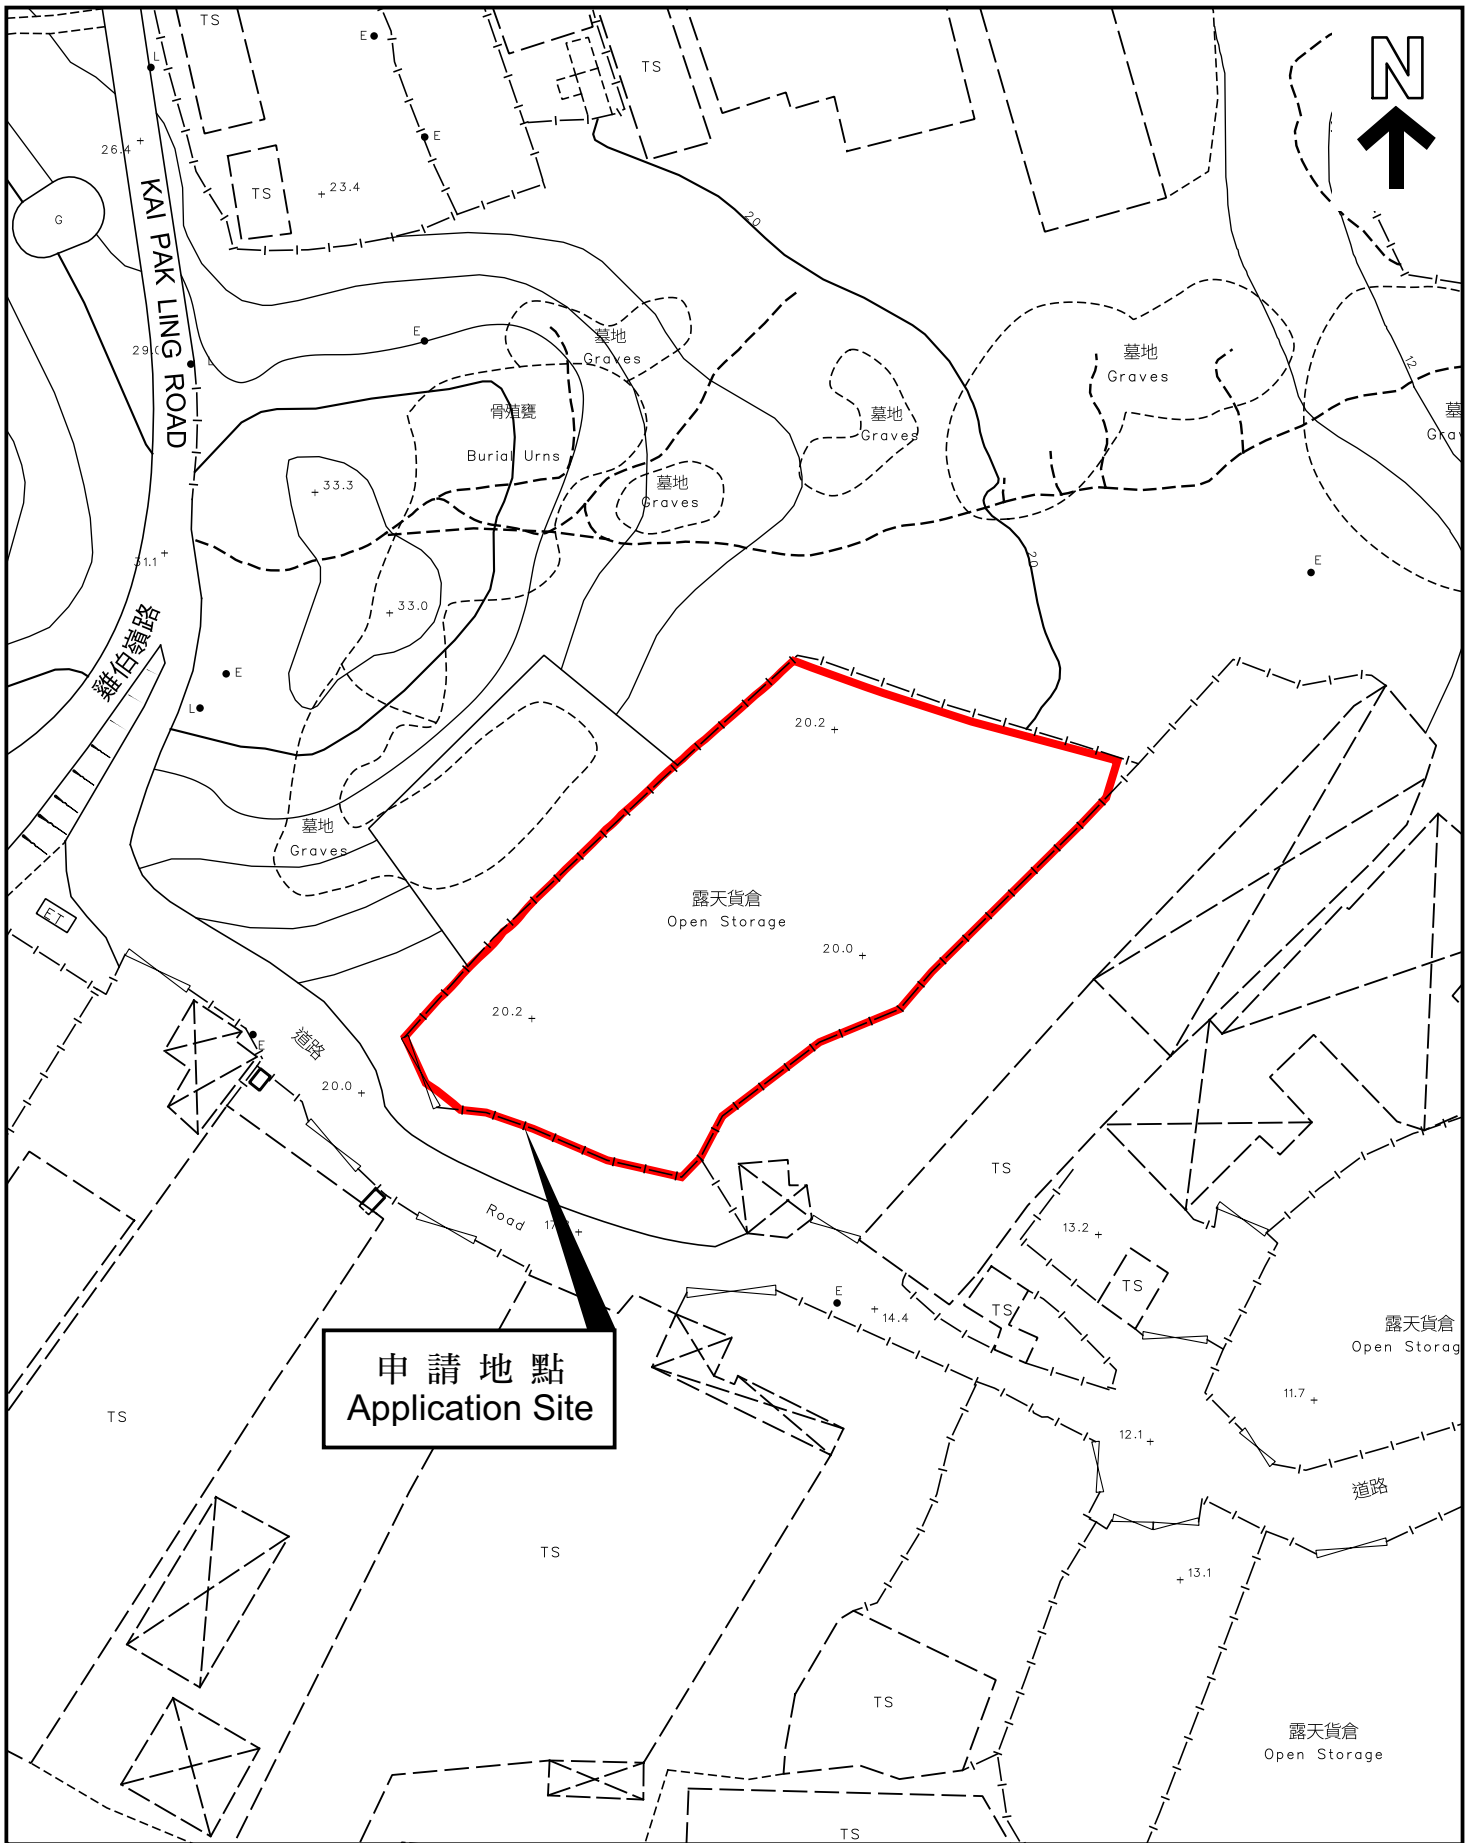 TS
E
TS
N
L
E
26.4
TS
23.4
G
20
KAI PAK LING ROAD
E
墓地
Graves
墓地
Graves
12
骨殖甕
Burial Urns
墓地
Graves
墓地
Graves
33.3
31.1
20
E
33.0
雞伯嶺路
E
L
20.2
墓地
Graves
露天貨倉
Open Storage
ET
20.0
20.2
道路
E
20.0
Road
TS
13.2
TS
E
14.4
TS
露天貨倉
申請地點
Application Site
11.7
TS
12.1
道路
TS
13.1
TS
露天貨倉
Open Storage
TS